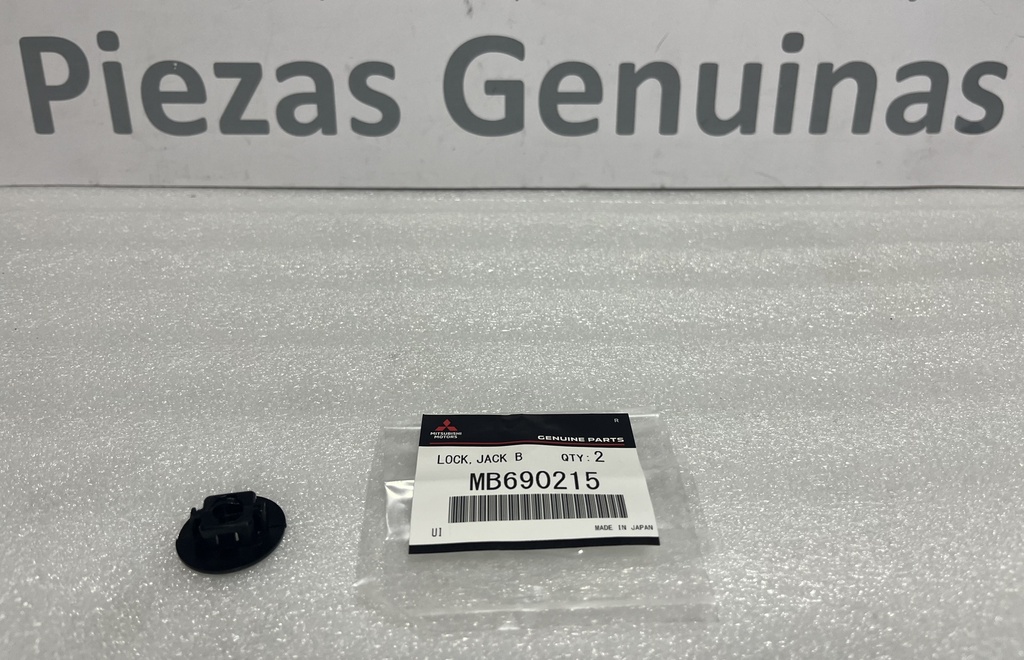 Piezas Genuinas
R
MITSUBISHI
MOTORS
GENUINE PARTS
LOCK, JACK B QTY: 2
MB690215
UI
MADE IN JAPAN